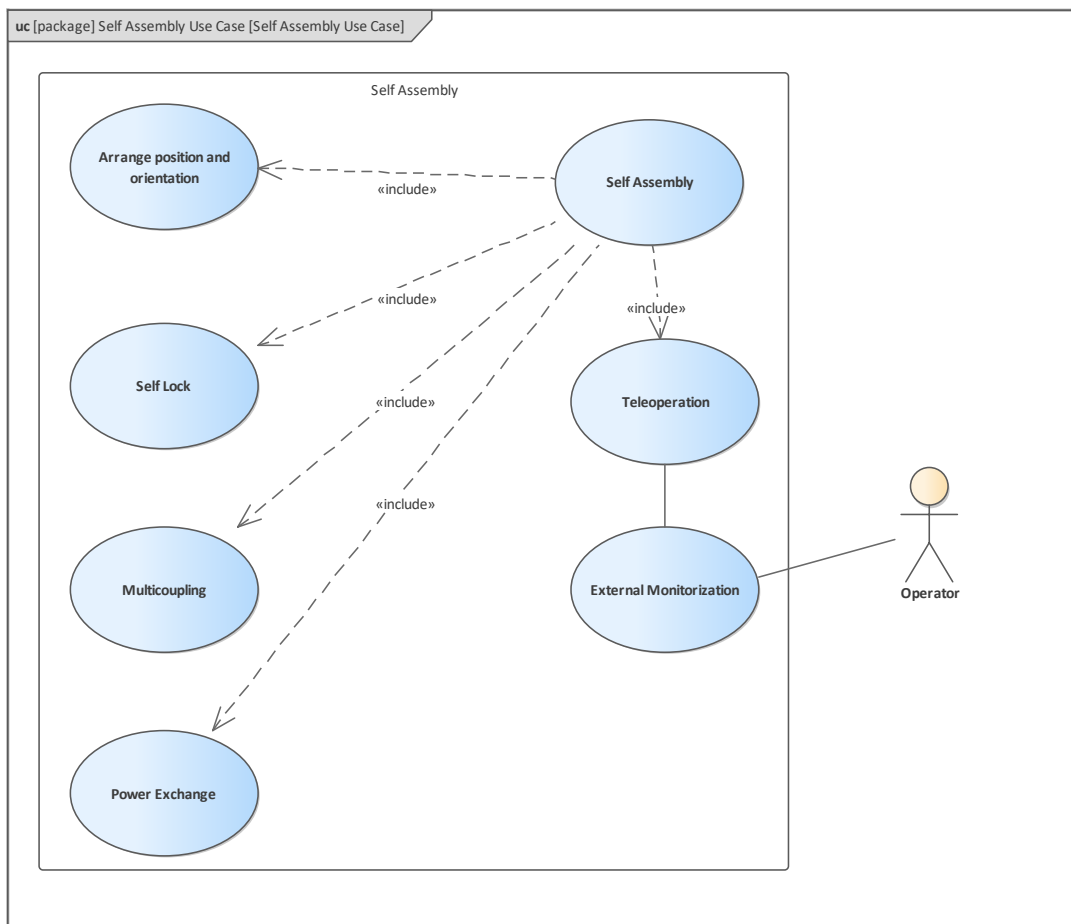 uc [package] Self Assembly Use Case [Self Assembly Use Case]
Self Assembly
Arrange position and
orientation
Self Assembly
«include»
«include»
«include»
Self Lock
Teleoperation
«include»
«include»
Multicoupling
External Monitorization
Operator
Power Exchange